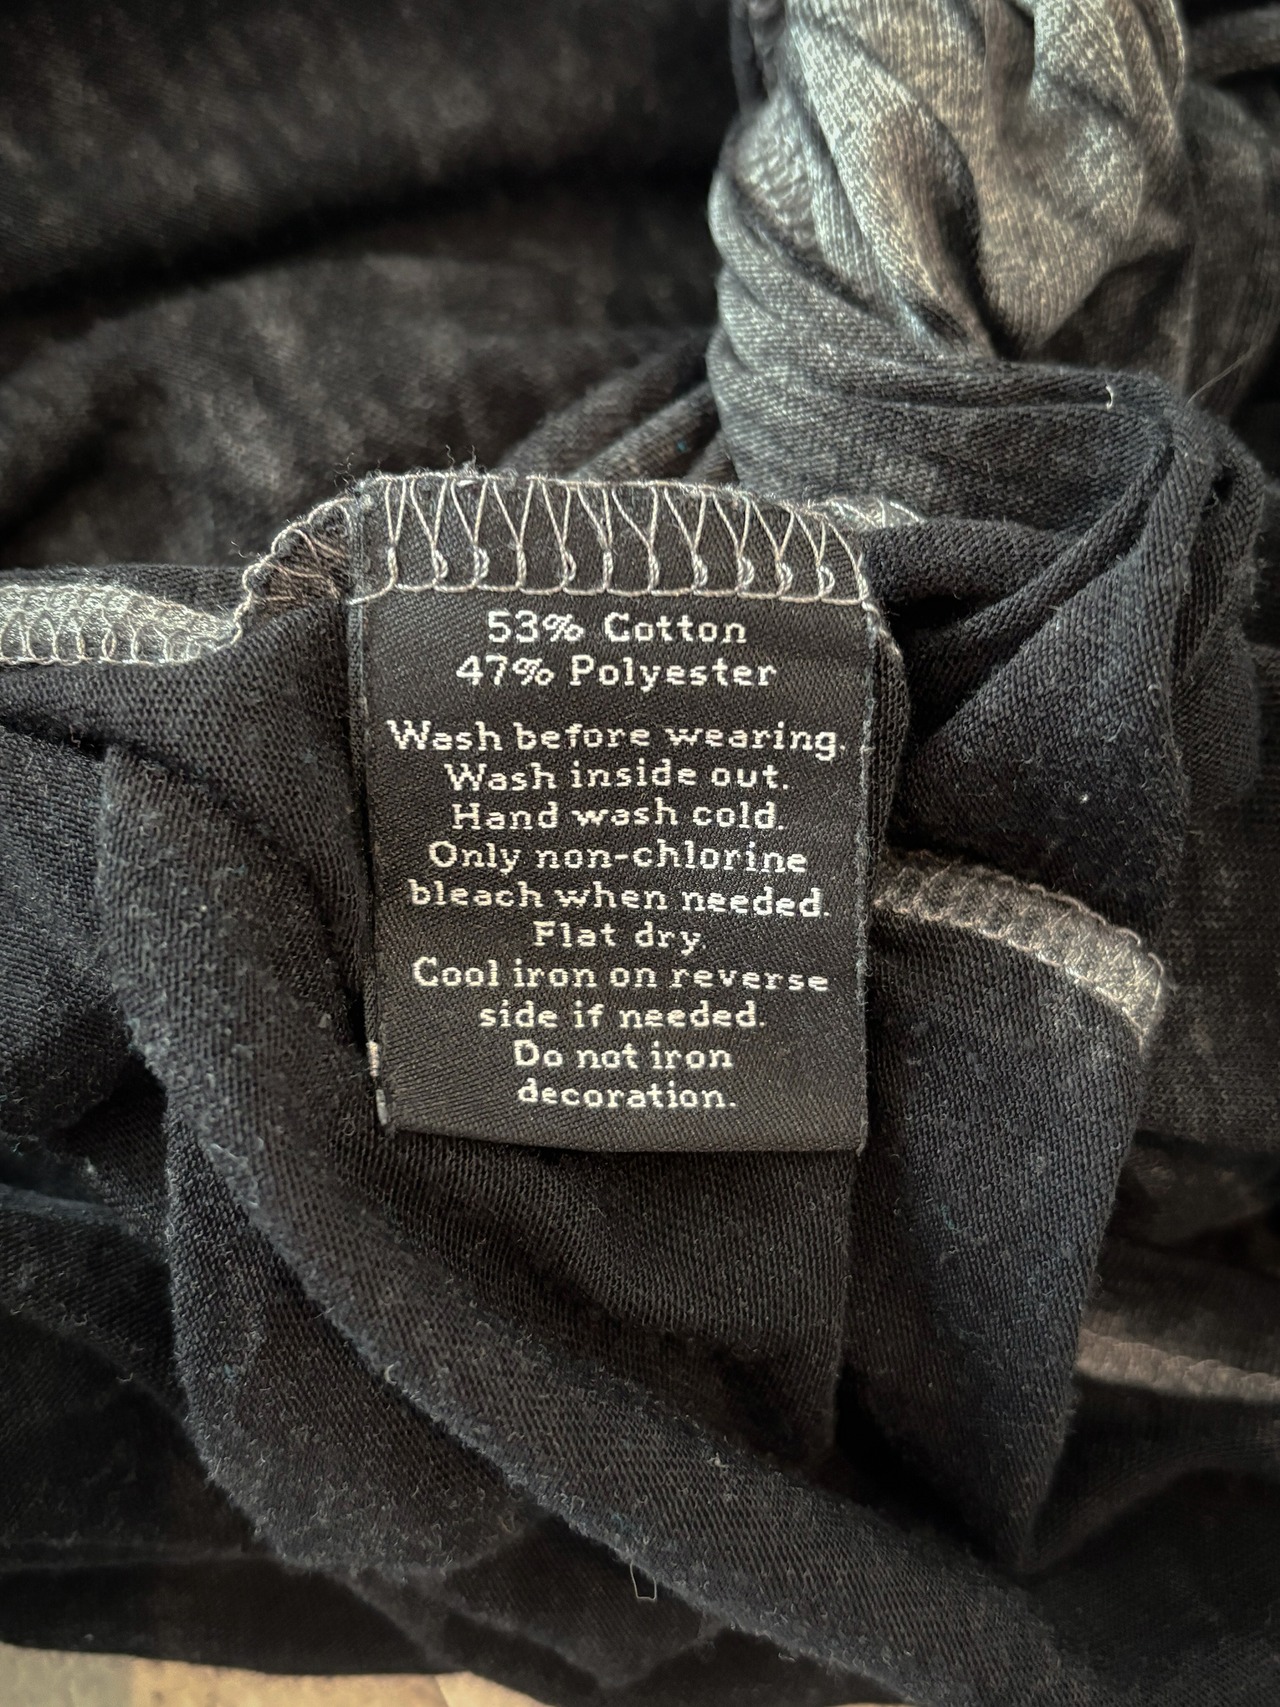 53% Cotton
47% Polyester
Wash before wearing.
Wash inside out.
Hand wash cold.
Only non-chlorine
bleach when needed.
Flat dry.
Cool iron on reverse
side if needed.
Do not iron
decoration.